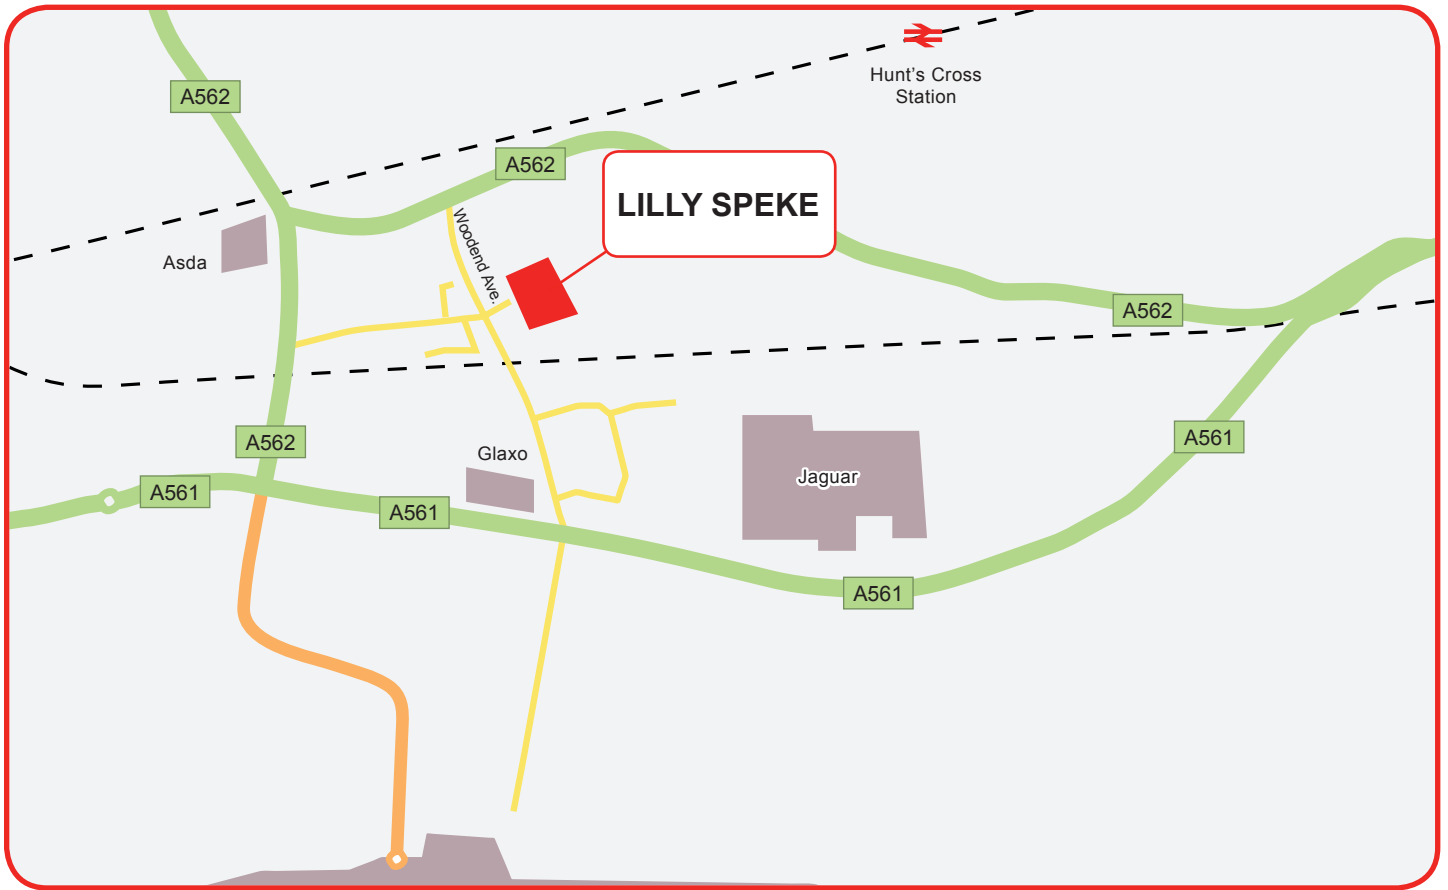 Hunt's Cross
Station
A562
A562
LILLY SPEKE
Woodend Ave.
Asda
A562
A562
A561
Glaxo
Jaguar
A561
A561
A561